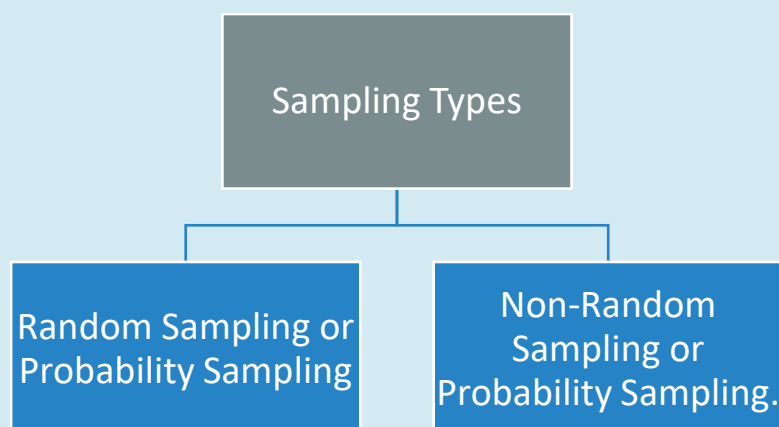 Sampling Types
Random Sampling or
Probability Sampling
Non-Random
Sampling or
Probability Sampling.